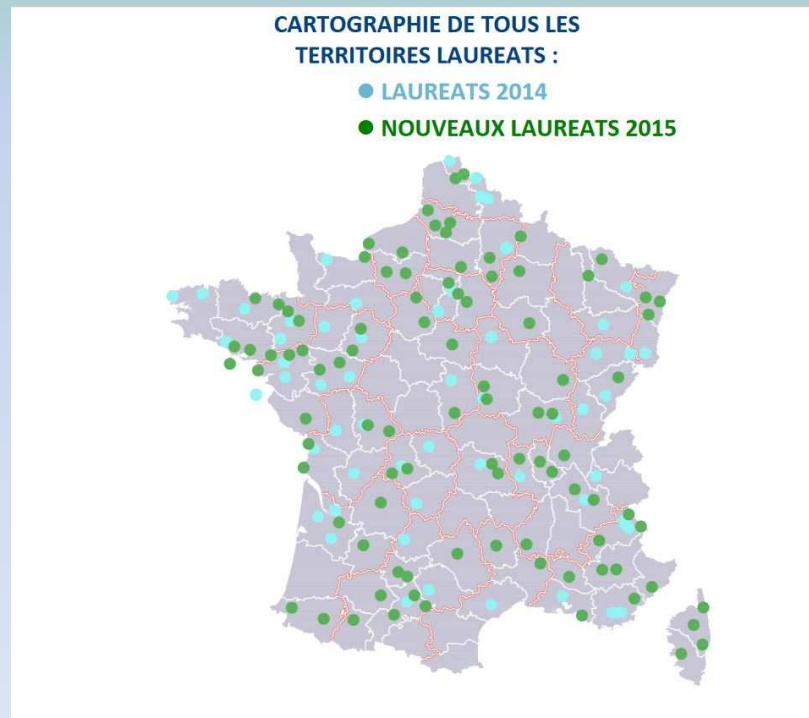 CARTOGRAPHIE DE TOUS LES
TERRITOIRES LAUREATS :
LAUREATS 2014
NOUVEAUX LAUREATS 2015